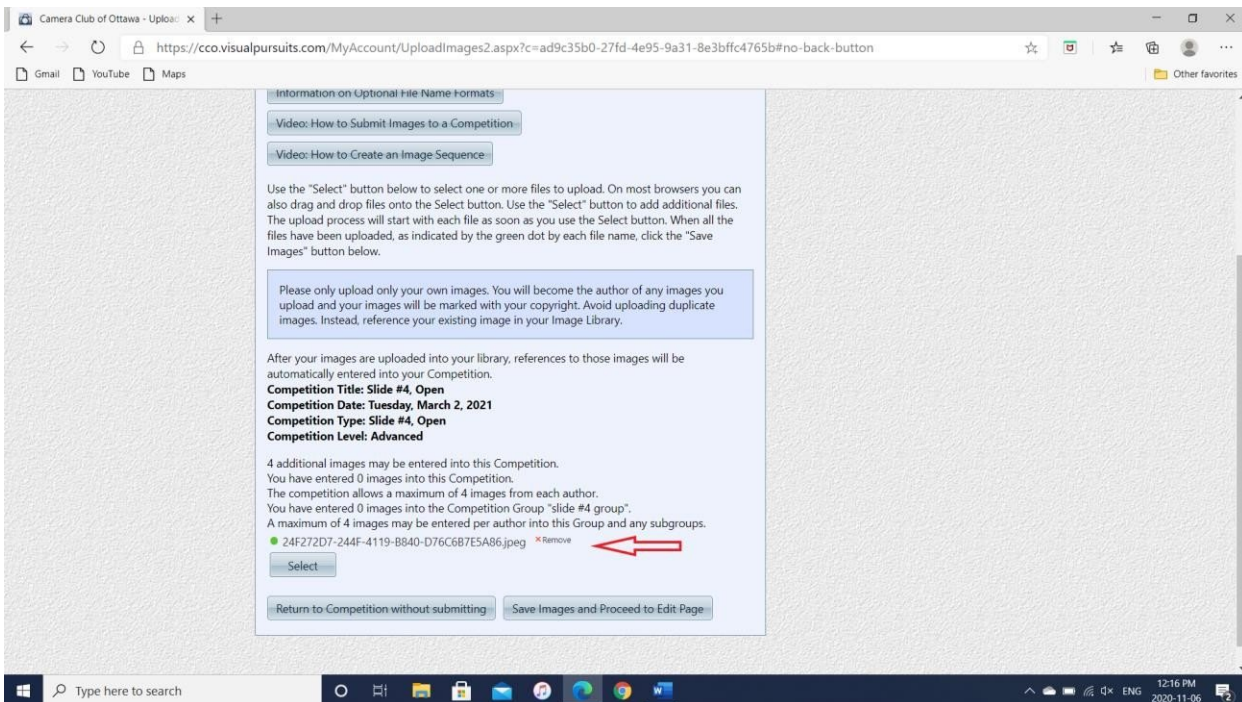 Camera Club of Ottawa - Upload
https://cco.visualpursuits.com/MyAccount/UploadImages2.aspx?c=ad9c35b0-27fd-4e95-9a31-8e3bffc4765b#no-back-button
Gmail YouTube Maps Other favorites
Information on Optional File Name Formats
Video: How to Submit Images to a Competition
Video: How to Create an Image Sequence
Use the "Select" button below to select one or more files to upload. On most browsers you can
also drag and drop files onto the Select button. Use the "Select" button to add additional files.
The upload process will start with each file as soon as you use the Select button. When all the
files have been uploaded, as indicated by the green dot by each file name, click the "Save
Images" button below.
Please only upload only your own images. You will become the author of any images you
upload and your images will be marked with your copyright. Avoid uploading duplicate
images. Instead, reference your existing image in your Image Library.
After your images are uploaded into your library, references to those images will be
automatically entered into your Competition.
Competition Title: Slide #4, Open
Competition Date: Tuesday, March 2, 2021
Competition Type: Slide #4, Open
Competition Level: Advanced
4 additional images may be entered into this Competition.
You have entered 0 images into this Competition.
The competition allows a maximum of 4 images from each author.
You have entered 0 images into the Competition Group "slide #4 group".
A maximum of 4 images may be entered per author into this Group and any subgroups.
24F272D7-244F-4119-B840-D76C6B7E5A86.jpeg × Remove
Select
Return to Competition without submitting Save Images and Proceed to Edit Page
Type here to search
ENG 12:16 PM
2020-11-06 2